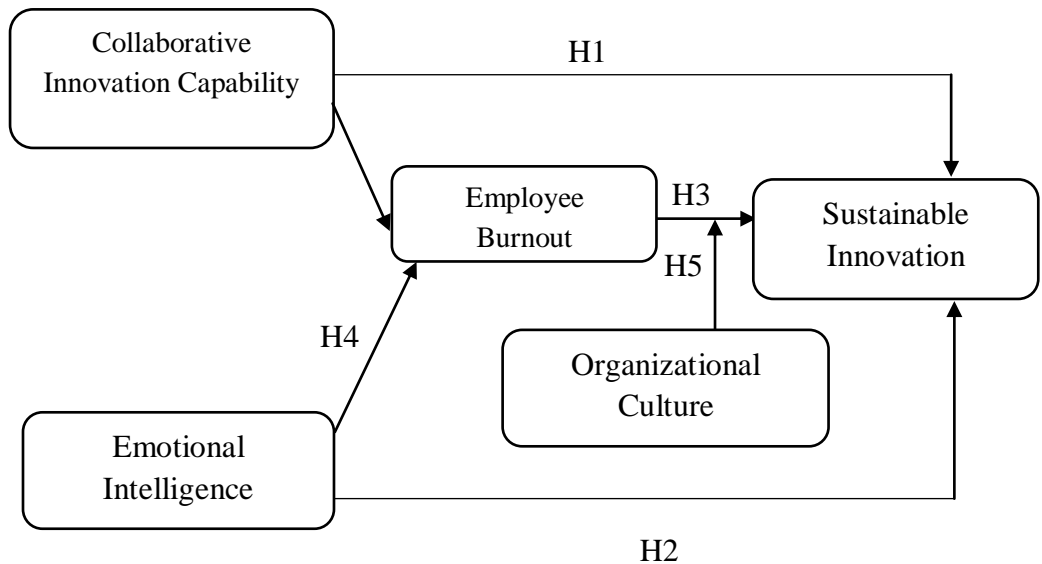 Collaborative
Innovation Capability
H1
Employee
Burnout
H3
Sustainable
Innovation
H5
H4
Organizational
Culture
Emotional
Intelligence
H2